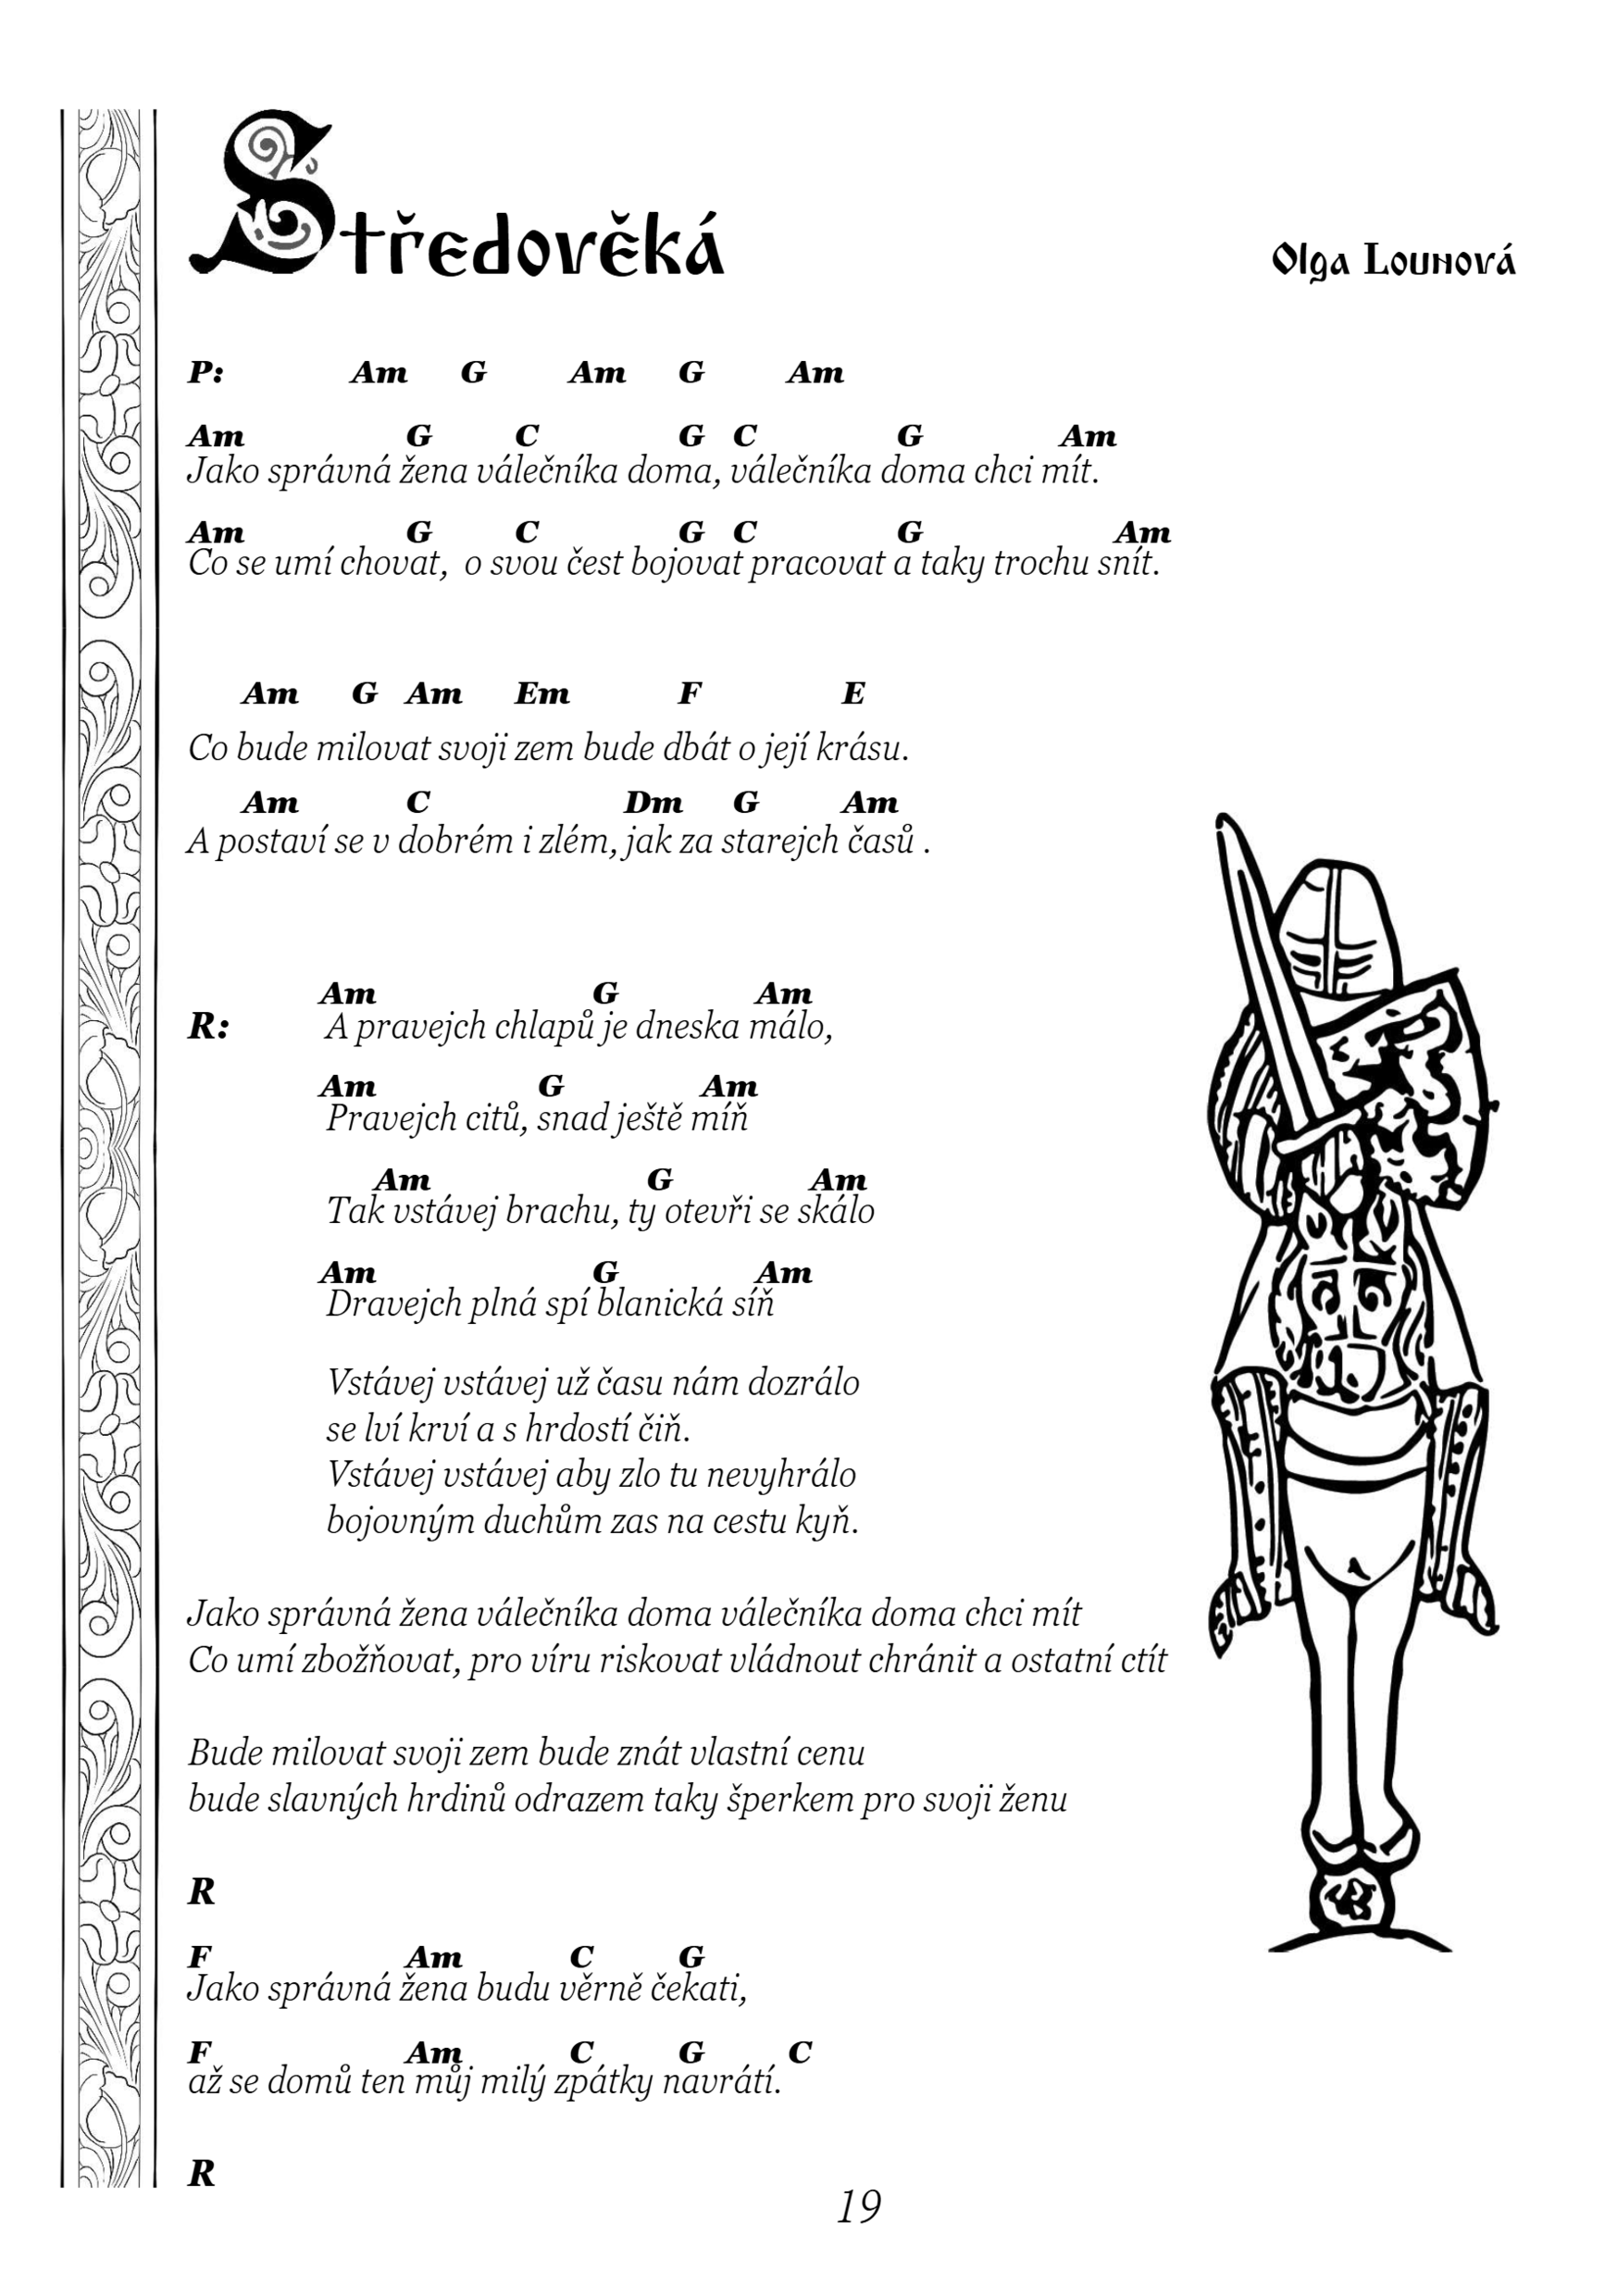 Středověká
Olga Lounová
P: Am G Am G Am
Am G C G C G Am
Jako správná žena válečníka doma, válečníka doma chci mít.
Am G C G C G Am
Co se umí chovat, o svou čest bojovat pracovat a taky trochu snít.
Am G Am Em F E
Co bude milovat svoji zem bude dbát o její krásu.
Am C Dm G Am
A postaví se v dobrém i zlém, jak za starejch časů .
Am G Am
R: A pravejch chlapů je dneska málo,
Am G Am
Pravejch citů, snad ještě míň
Am G Am
Tak vstávej brachu, ty otevři se skálo
Am G Am
Dravejch plná spí blanická síň
Vstávej vstávej už času nám dozrálo
se lví krví a s hrdostí čiň.
Vstávej vstávej aby zlo tu nevyhrálo
bojovným duchům zas na cestu kyň.
Jako správná žena válečníka doma válečníka doma chci mít
Co umí zbožňovat, pro víru riskovat vládnout chránit a ostatní ctít
Bude milovat svoji zem bude znát vlastní cenu
bude slavných hrdinů odrazem taky šperkem pro svoji ženu
R
F Am C G
Jako správná žena budu věrně čekati,
F Am C G C
až se domů ten můj milý zpátky navrátí.
R
19